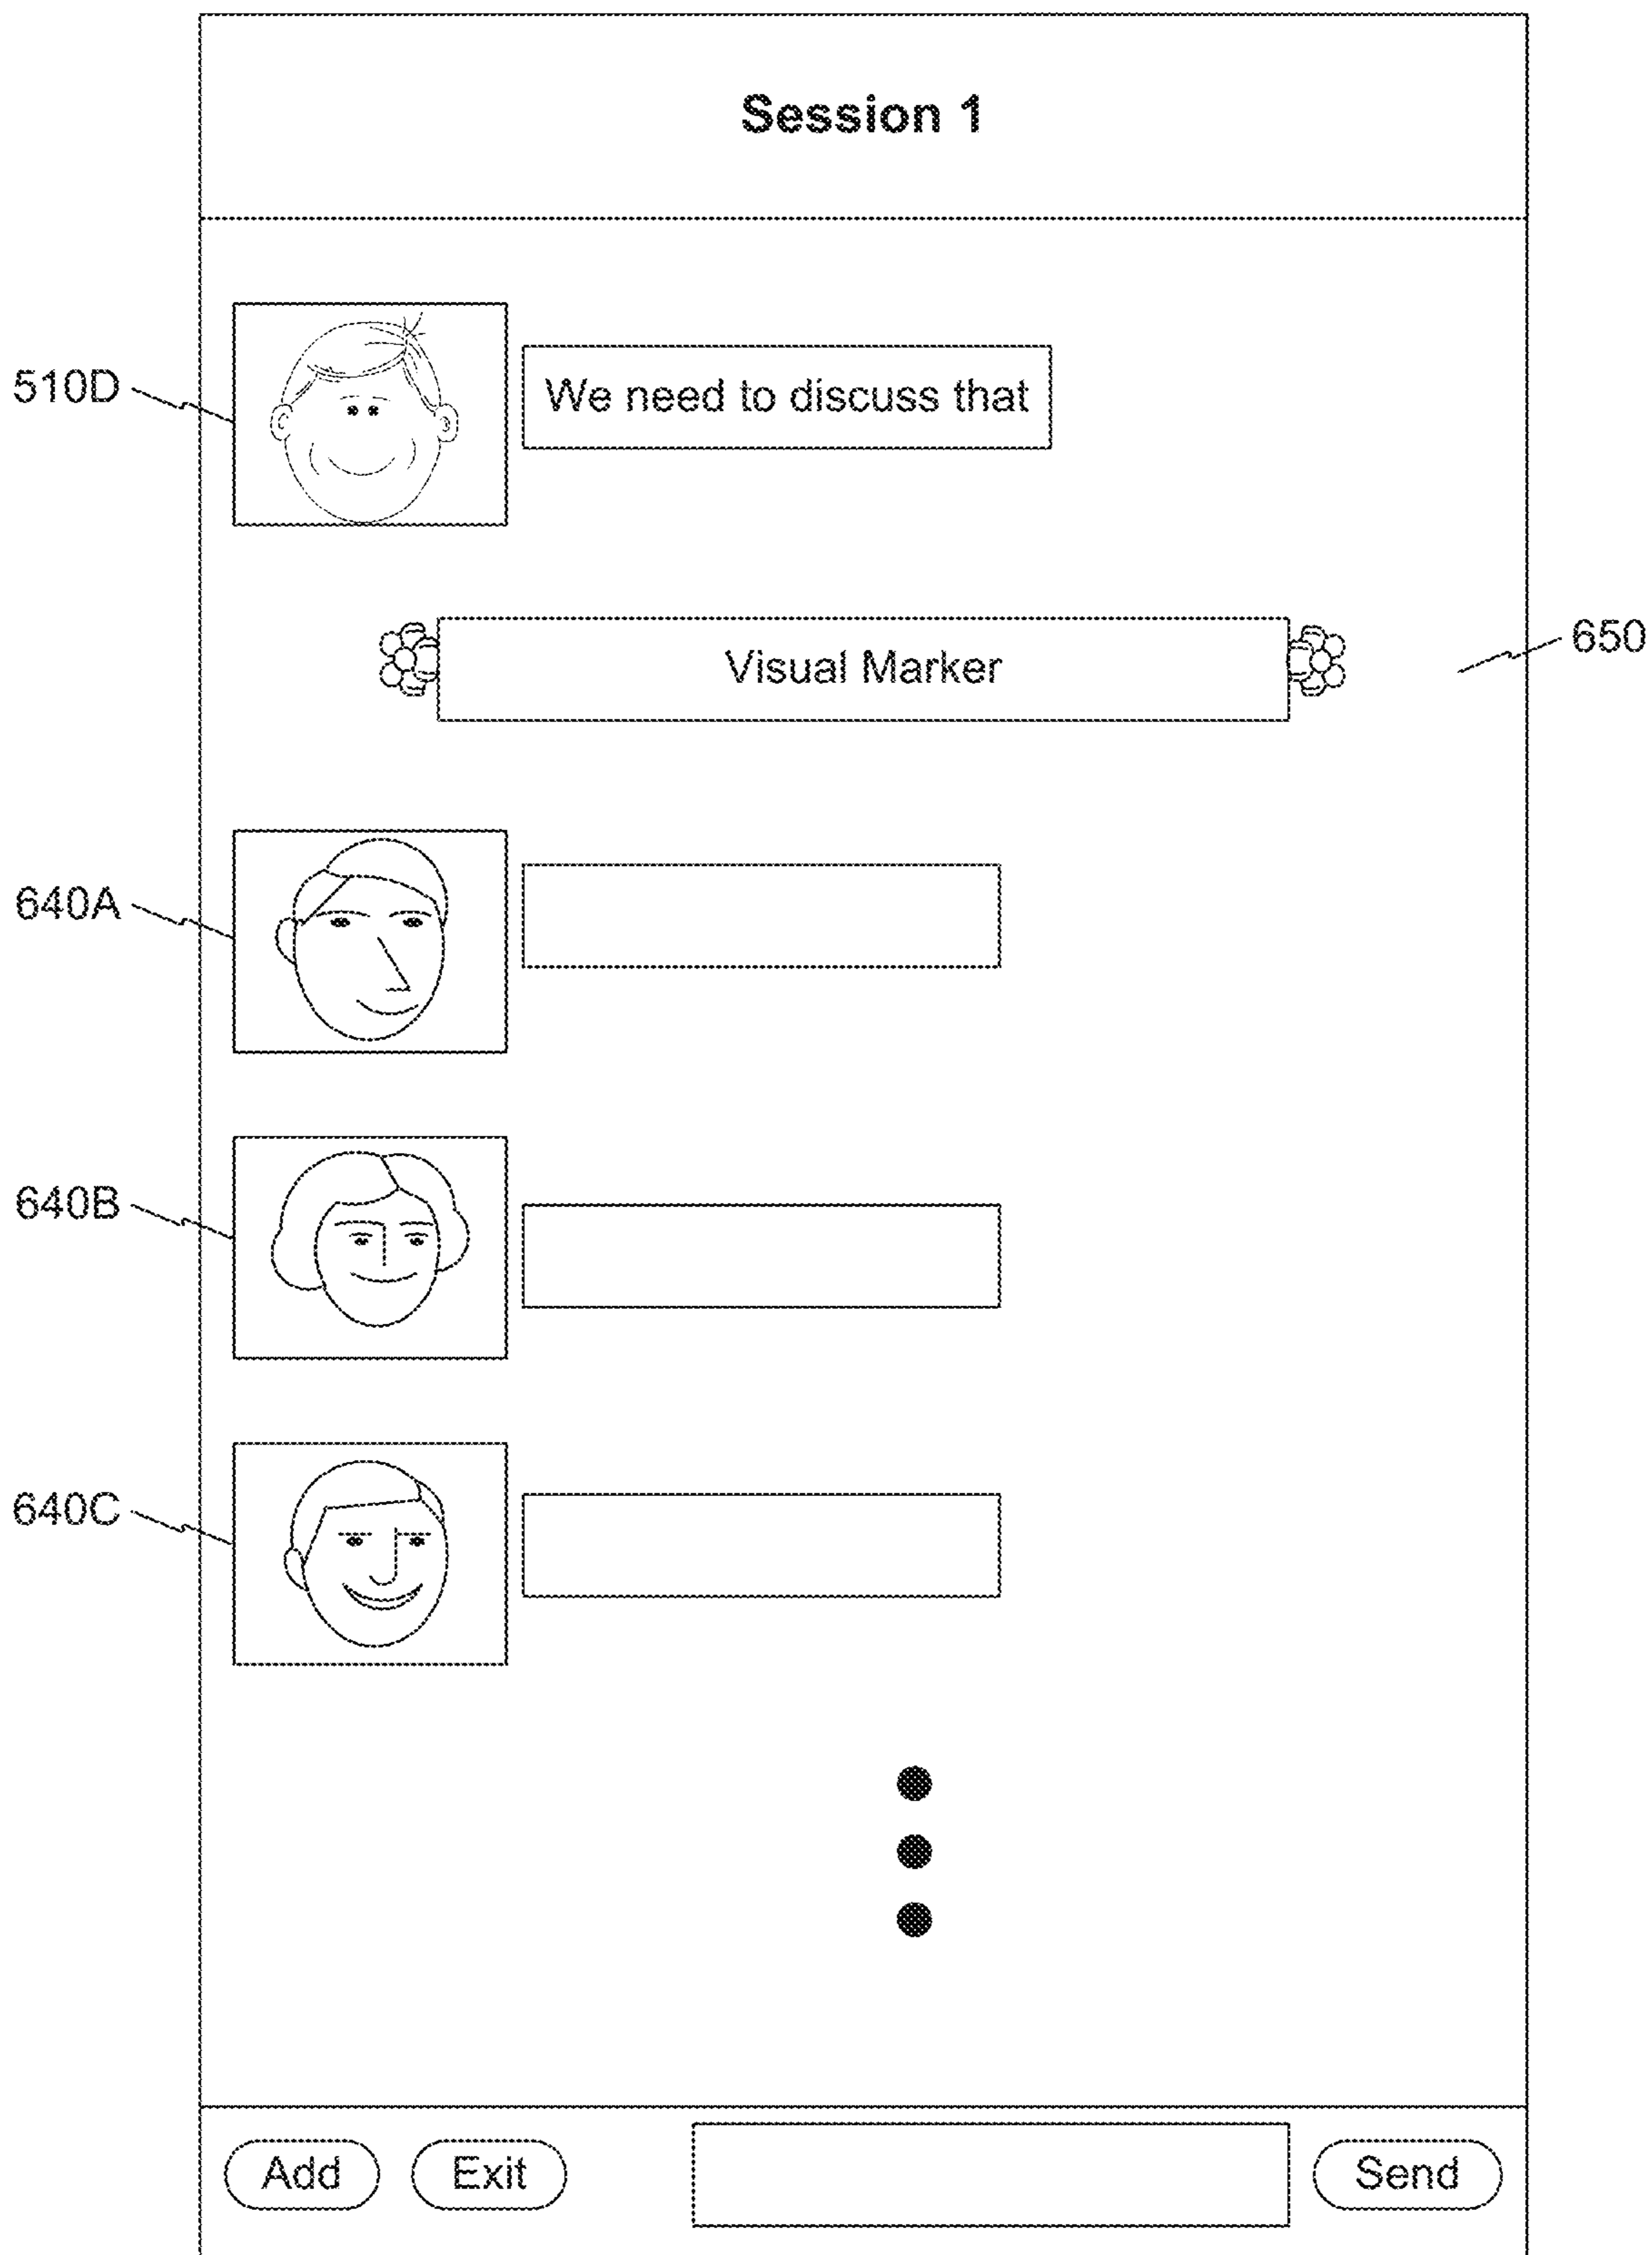 Session 1
510D
We need to discuss that
650
Visual Marker
640A
640B
640C
Add
Exit
Send